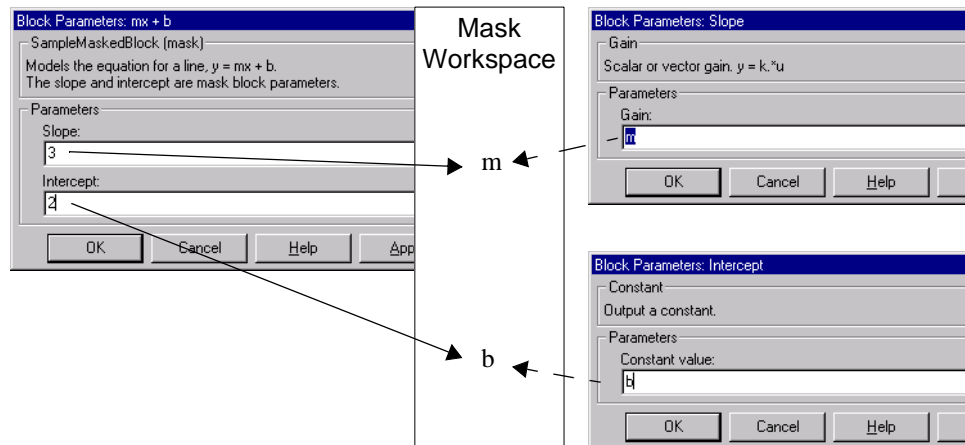 Block Parameters: mx + b
SampleMaskedBlock (mask)
Models the equation for a line, y = mx + b.
The slope and intercept are mask block parameters.
Parameters
Slope:
3
Intercept:
2
OK Cancel Help App
Mask
Workspace
m
b
Block Parameters: Slope
Gain
Scalar or vector gain. y = k.*u
Parameters
Gain:
m
OK Cancel Help
Block Parameters: Intercept
Constant
Output a constant.
Parameters
Constant value:
b
OK Cancel Help